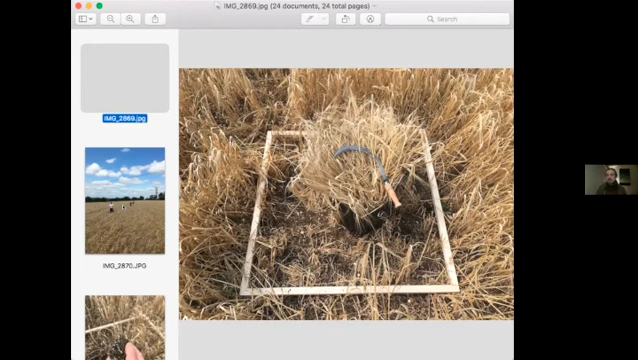 IMG_2869.jpg (24 documents, 24 total pages)
Search
IMG_2869.jpg
IMG_2870.JPG